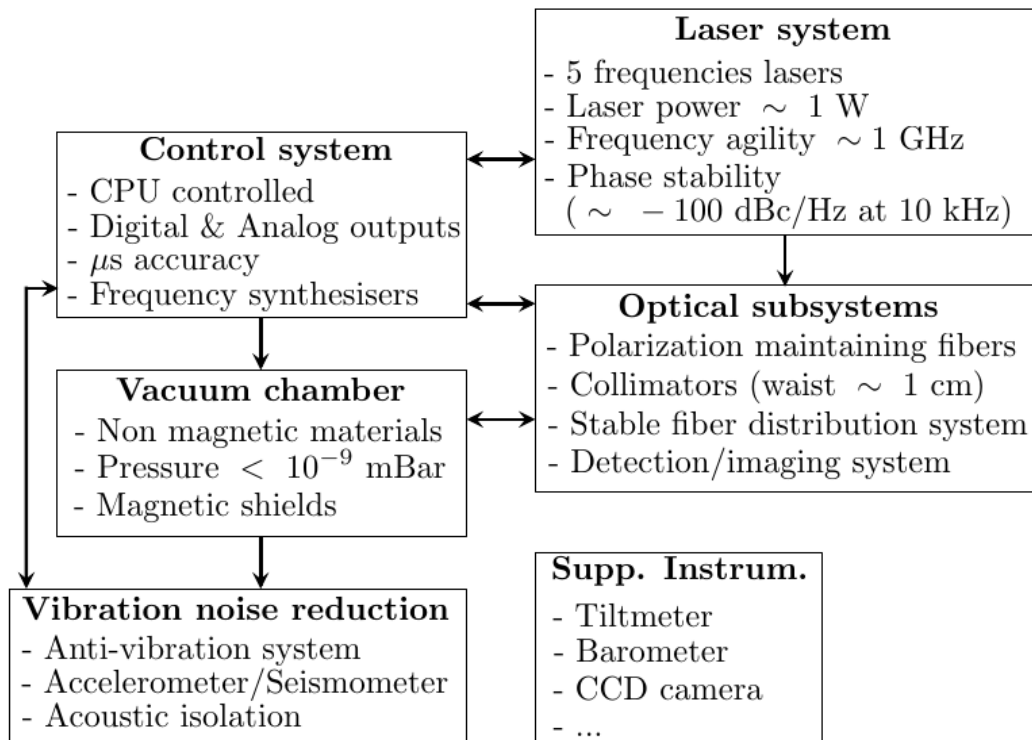 Laser system
- 5 frequencies lasers
- Laser power ∼ 1 W
- Frequency agility ∼ 1 GHz
- Phase stability
( ∼ − 100 dBc/Hz at 10 kHz)
Control system
- CPU controlled
- Digital & Analog outputs
- μs accuracy
- Frequency synthesisers
Optical subsystems
- Polarization maintaining fibers
- Collimators (waist ∼ 1 cm)
- Stable fiber distribution system
- Detection/imaging system
Vacuum chamber
- Non magnetic materials
- Pressure < 10⁻⁹ mBar
- Magnetic shields
Vibration noise reduction
- Anti-vibration system
- Accelerometer/Seismometer
- Acoustic isolation
Supp. Instrum.
- Tiltmeter
- Barometer
- CCD camera
- ...